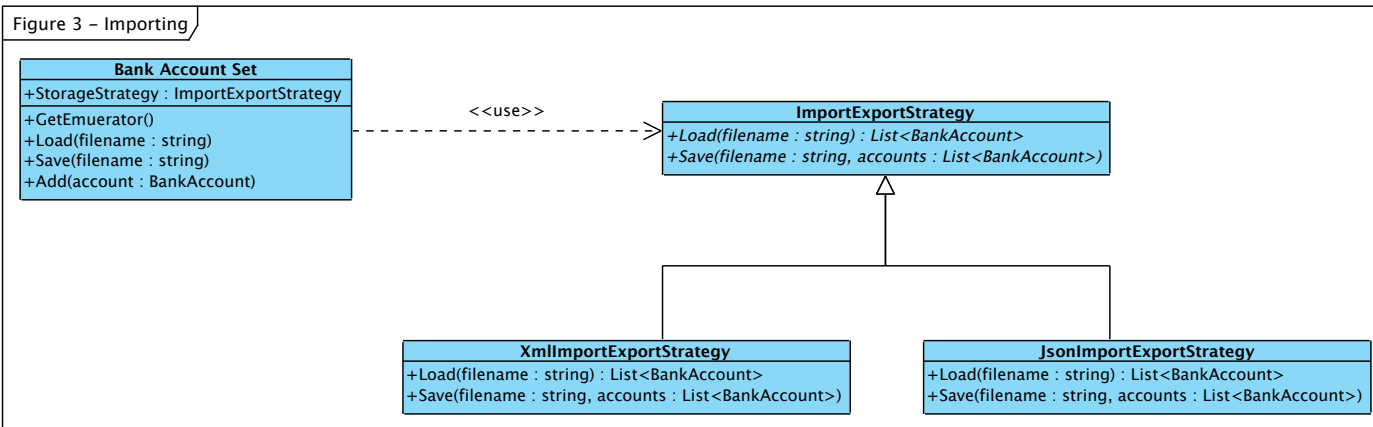 Figure 3 – Importing
Bank Account Set
+StorageStrategy : ImportExportStrategy
+GetEmuerator()
+Load(filename : string)
+Save(filename : string)
+Add(account : BankAccount)
<<use>>
ImportExportStrategy
+Load(filename : string) : List<BankAccount>
+Save(filename : string, accounts : List<BankAccount>)
XmlImportExportStrategy
+Load(filename : string) : List<BankAccount>
+Save(filename : string, accounts : List<BankAccount>)
JsonImportExportStrategy
+Load(filename : string) : List<BankAccount>
+Save(filename : string, accounts : List<BankAccount>)